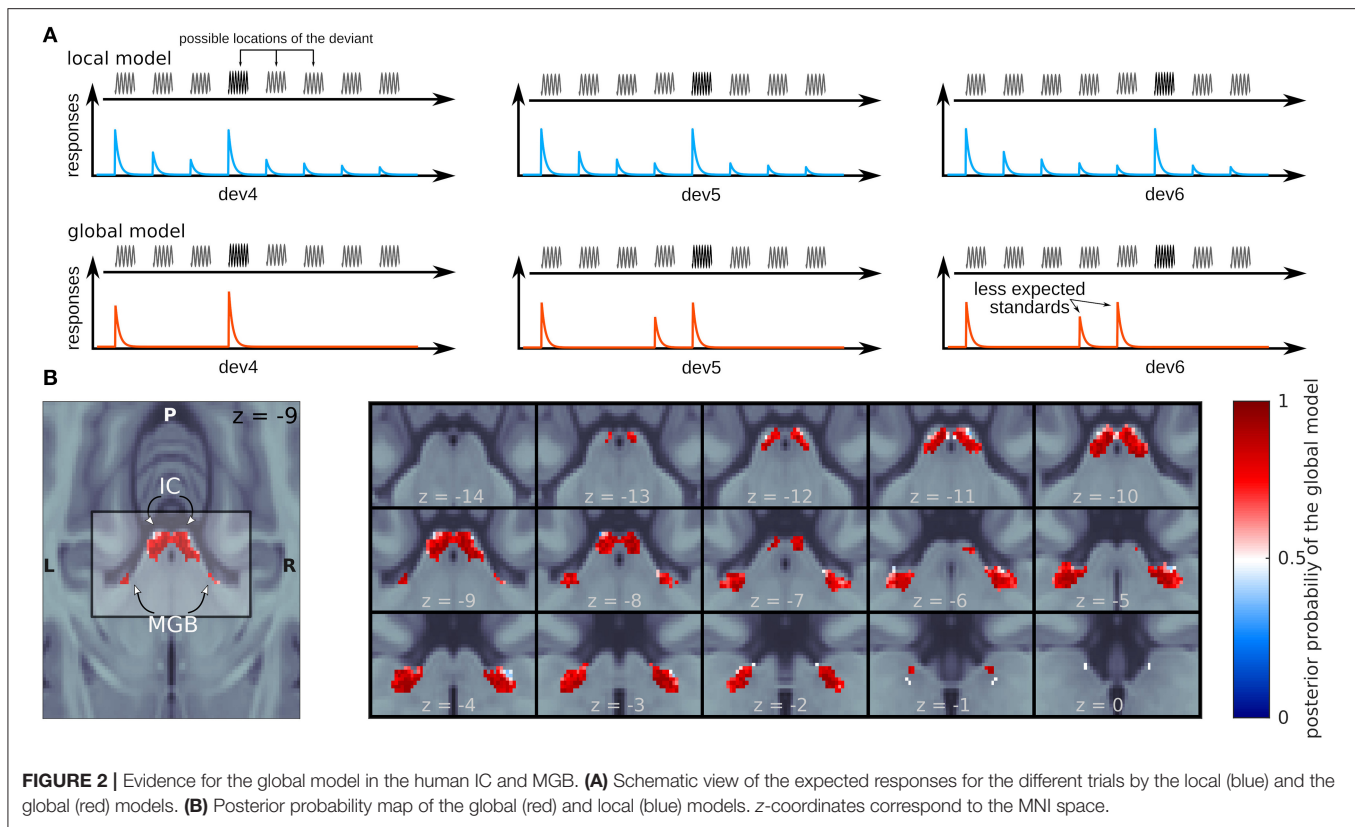 A
possible locations of the deviant
local model
responses
dev4
dev5
dev6
global model
responses
less expected
standards
dev4
dev5
dev6
B
P
z = -9
IC
L
R
MGB
z = -14
z = -13
z = -12
z = -11
z = -10
z = -9
z = -8
z = -7
z = -6
z = -5
z = -4
z = -3
z = -2
z = -1
z = 0
1
0.5
0
posterior probabiliy of the global model
FIGURE 2 | Evidence for the global model in the human IC and MGB. (A) Schematic view of the expected responses for the different trials by the local (blue) and the
global (red) models. (B) Posterior probability map of the global (red) and local (blue) models. z-coordinates correspond to the MNI space.